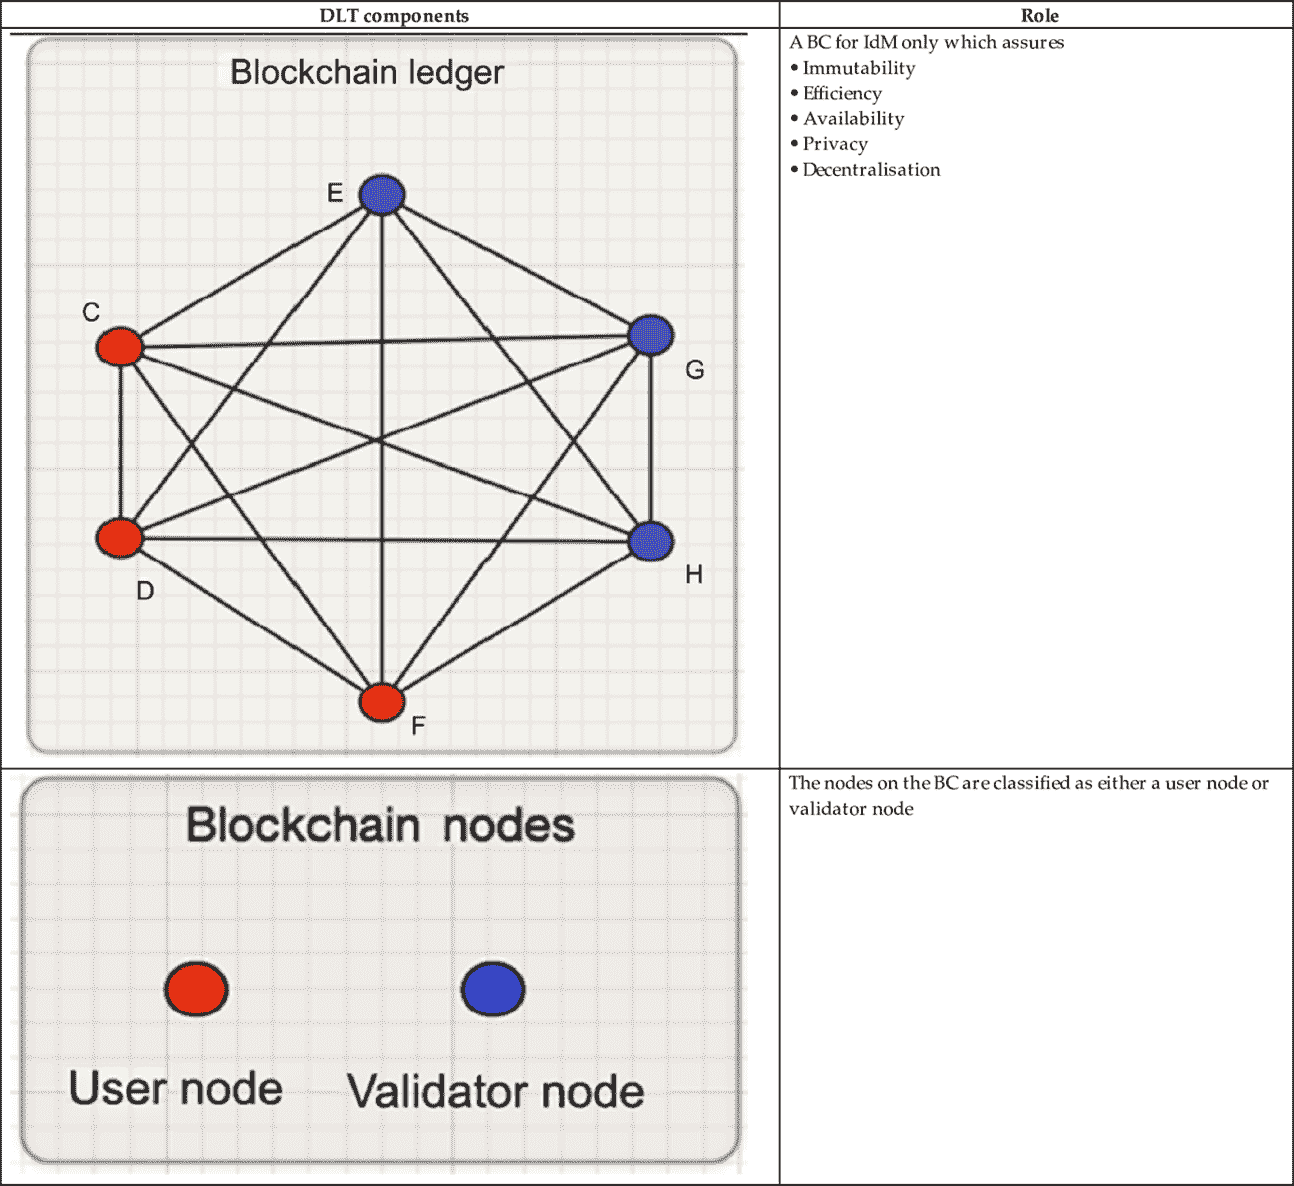 DLT components
Role
Blockchain ledger
E
C
G
D
H
F
A BC for IdM only which assures
• Immutability
• Efficiency
• Availability
• Privacy
• Decentralisation
Blockchain nodes
User node
Validator node
The nodes on the BC are classified as either a user node or
validator node